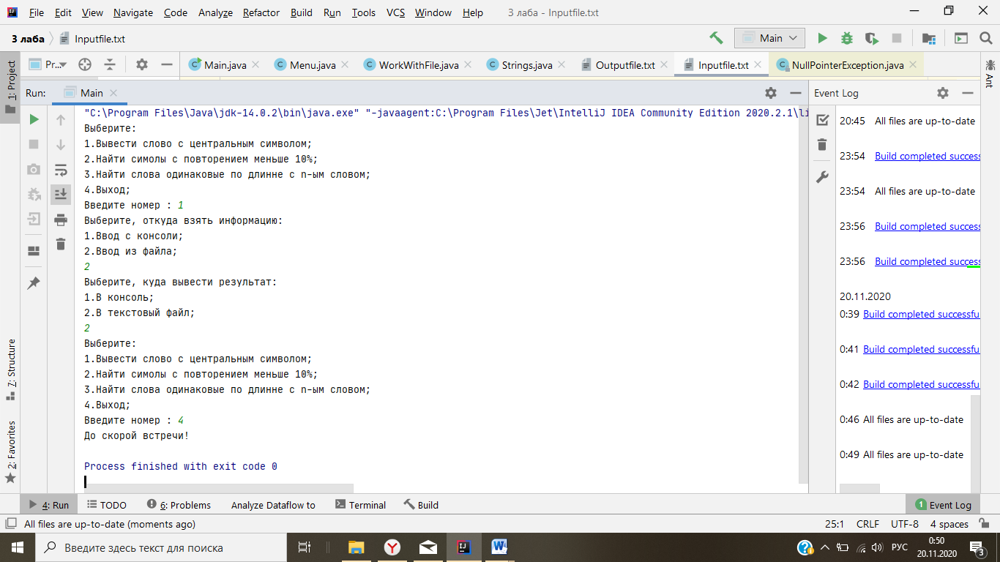 File Edit View Navigate Code Analyze Refactor Build Run Tools VCS Window Help 3 лаба - Inputfile.txt
3 лаба Inputfile.txt Main
1: Project Pr... Main.java Menu.java WorkWithFile.java Strings.java Outputfile.txt Inputfile.txt NullPointerException.java Ant
Run: Main
"C:\Program Files\Java\jdk-14.0.2\bin\java.exe" "-javaagent:C:\Program Files\Jet\IntelliJ IDEA Community Edition 2020.2.1\li
Выберите:
1.Вывести слово с центральным символом;
2.Найти симолы с повторением меньше 10%;
3.Найти слова одинаковые по длинне с n-ым словом;
4.Выход;
Введите номер : 1
Выберите, откуда взять информацию:
1.Ввод с консоли;
2.Ввод из файла;
2
Выберите, куда вывести результат:
1.В консоль;
2.В текстовый файл;
2
Выберите:
1.Вывести слово с центральным символом;
2.Найти симолы с повторением меньше 10%;
3.Найти слова одинаковые по длинне с n-ым словом;
4.Выход;
Введите номер : 4
До скорой встречи!
Process finished with exit code 0
Event Log
20:45 All files are up-to-date
23:54 Build completed success
23:54 All files are up-to-date
23:56 Build completed success
23:56 Build completed success
20.11.2020
0:39 Build completed successfu
0:41 Build completed successfu
0:42 Build completed successfu
0:46 All files are up-to-date
0:49 All files are up-to-date
7: Structure
2: Favorites
4: Run TODO 6: Problems Analyze Dataflow to Terminal Build 1 Event Log
All files are up-to-date (moments ago) 25:1 CRLF UTF-8 4 spaces
Введите здесь текст для поиска РУС 0:50
20.11.2020 3